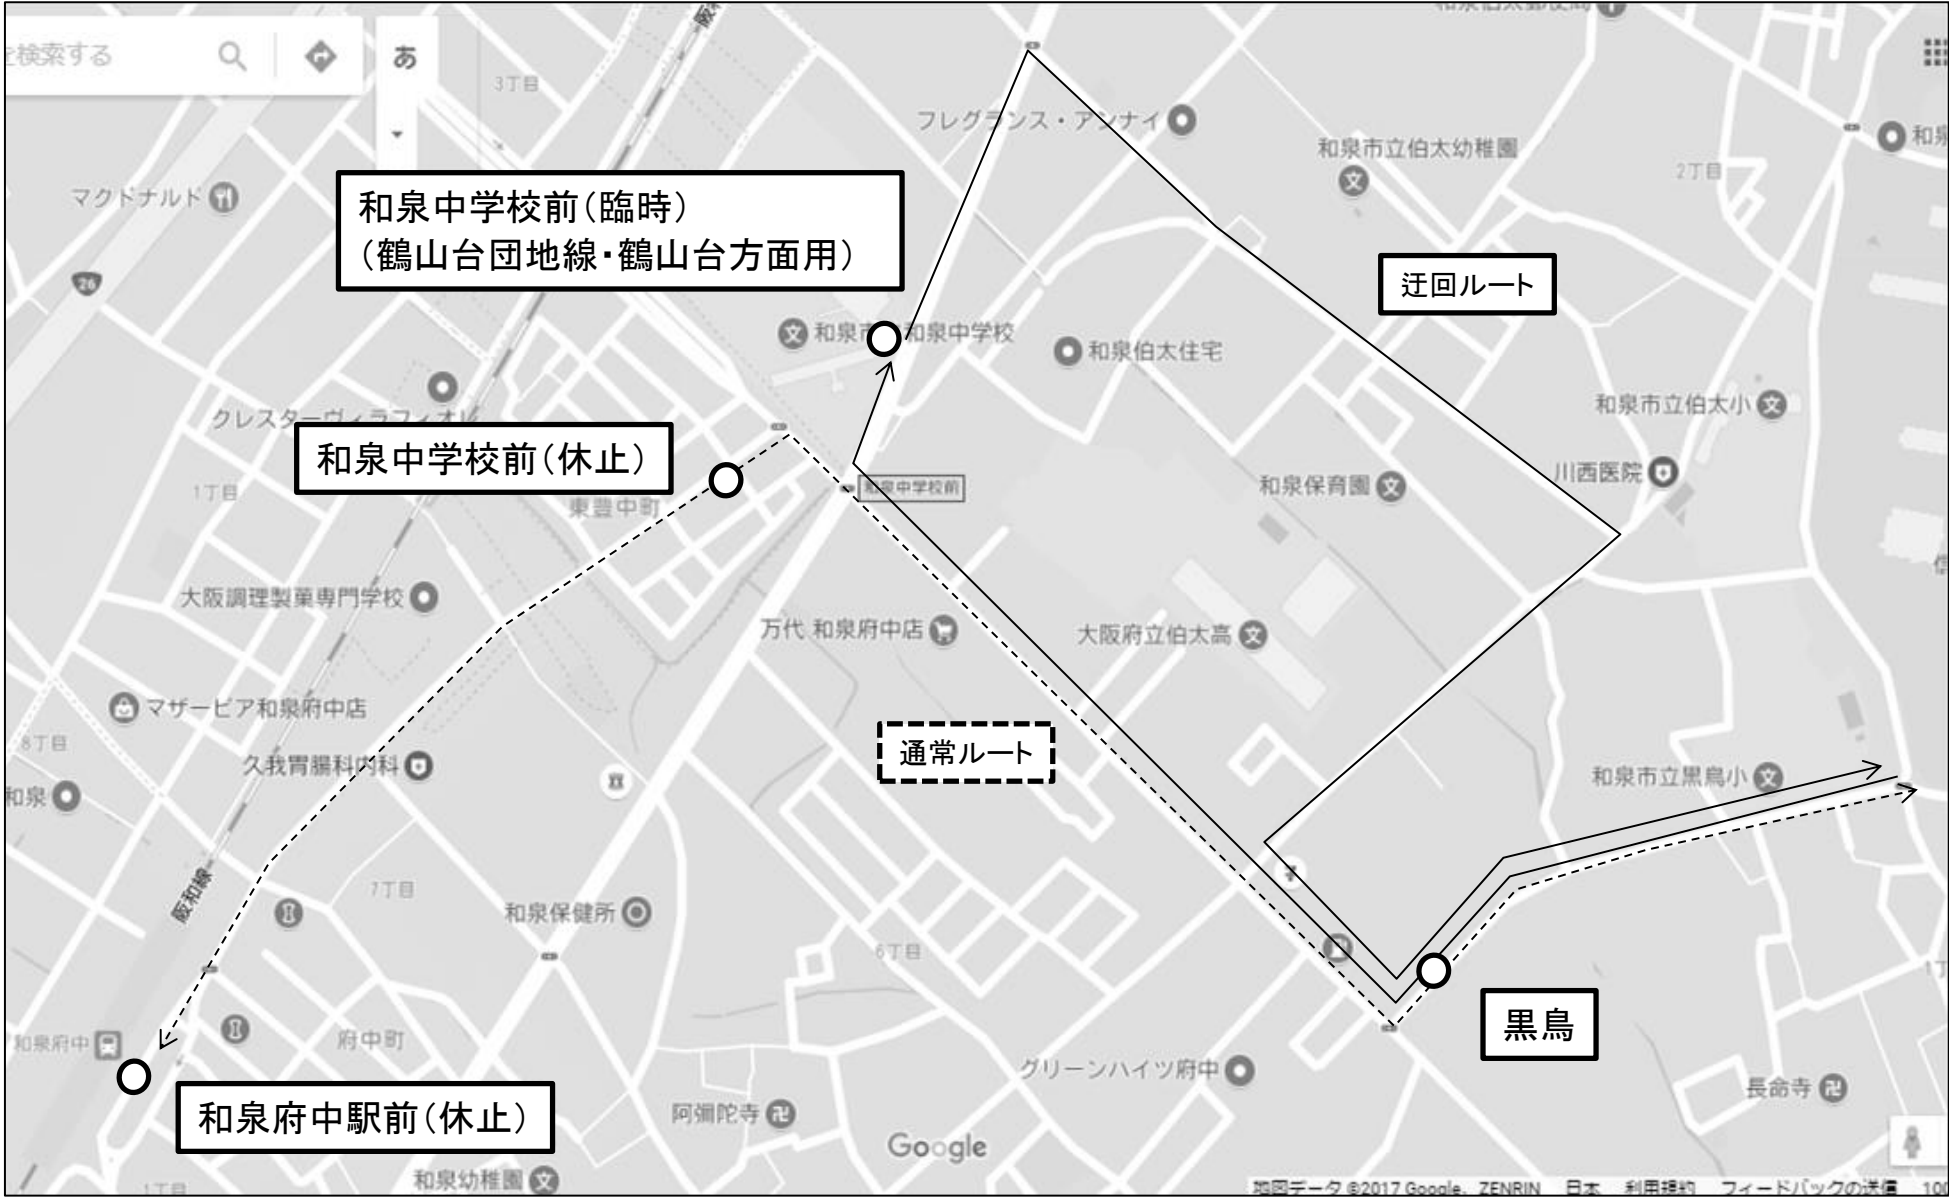 を検索する
あ
3丁目
阪和
フレグランス・アンナイ
和泉市立伯太幼稚園
2丁目
マクドナルド
和泉中学校前(臨時)
(鶴山台団地線・鶴山台方面用)
迂回ルート
26
和泉伯太住宅
和泉市立伯太小
クレスターヴィラフィオレ
和泉中学校前(休止)
川西医院
1丁目
和泉中学校前
和泉保育園
東豊中町
大阪調理製菓専門学校
万代 和泉府中店
大阪府立伯太高
マザーピア和泉府中店
8丁目
通常ルート
久我胃腸科内科
和泉市立黒鳥小
和泉
阪和線
7丁目
和泉保健所
6丁目
黒鳥
和泉府中
府中町
グリーンハイツ府中
長命寺
和泉府中駅前(休止)
阿彌陀寺
Google
和泉幼稚園
1丁目
地図データ ©2017 Google、ZENRIN 日本 利用規約 フィードバックの送信